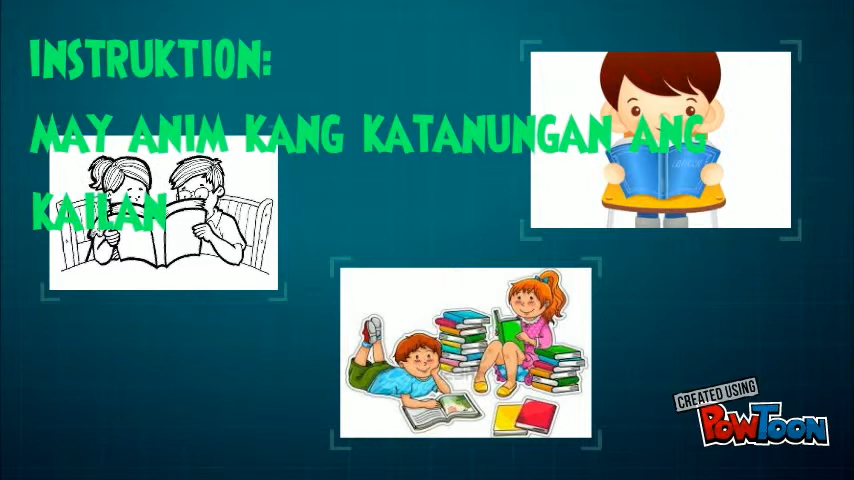 INSTRUKTION:
MAY ANIM KANG KATANUNGAN ANG
KAILAN
CREATED USING
POWTOON